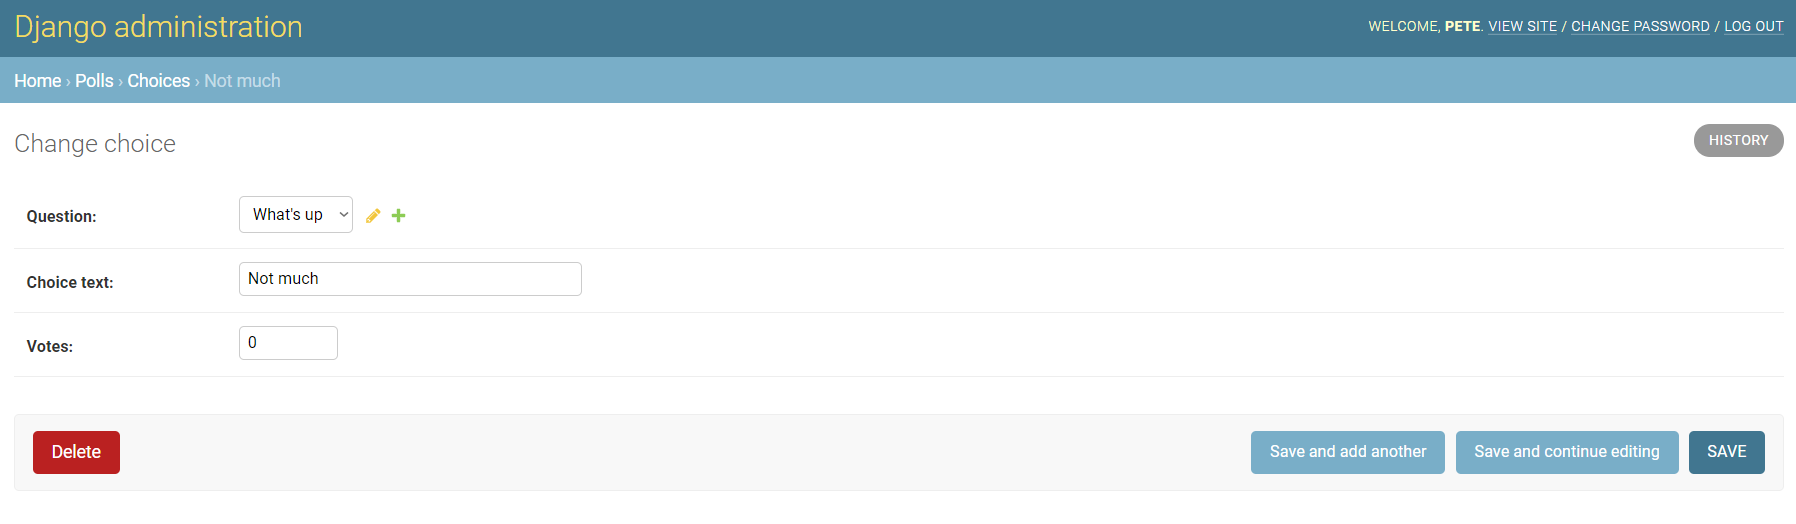 Django administration
WELCOME, PETE. VIEW SITE / CHANGE PASSWORD / LOG OUT
Home › Polls › Choices › Not much
Change choice
HISTORY
Question: What's up
Choice text: Not much
Votes: 0
Delete Save and add another Save and continue editing SAVE